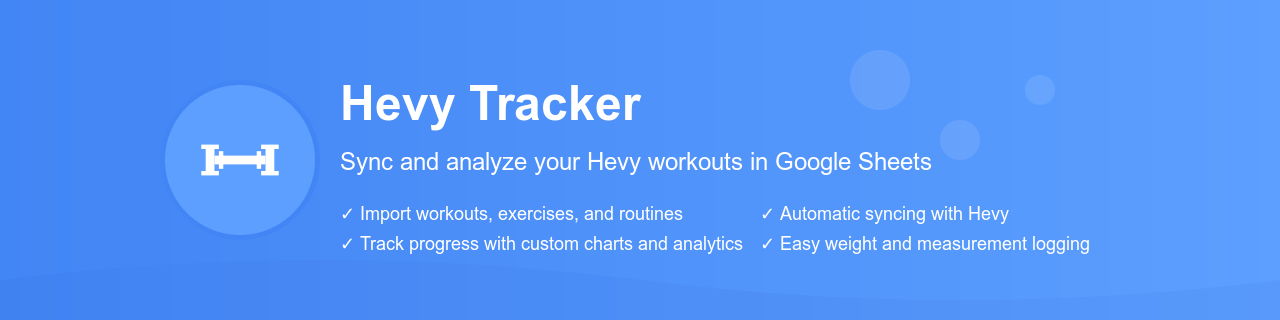 Hevy Tracker
Sync and analyze your Hevy workouts in Google Sheets
✓ Import workouts, exercises, and routines
✓ Automatic syncing with Hevy
✓ Track progress with custom charts and analytics
✓ Easy weight and measurement logging